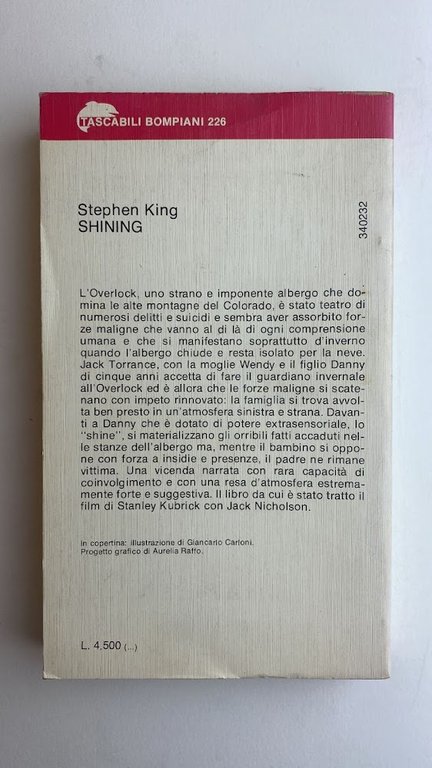 TASCABILI BOMPIANI 226
Stephen King
SHINING
340232
L'Overlock, uno strano e imponente albergo che do-
mina le alte montagne del Colorado, è stato teatro di
numerosi delitti e suicidi e sembra aver assorbito for-
ze maligne che vanno al di là di ogni comprensione
umana e che si manifestano soprattutto d'inverno
quando l'albergo chiude e resta isolato per la neve.
Jack Torrance, con la moglie Wendy e il figlio Danny
di cinque anni accetta di fare il guardiano invernale
all'Overlock ed è allora che le forze maligne si scate-
nano con impeto rinnovato: la famiglia si trova avvol-
ta ben presto in un'atmosfera sinistra e strana. Davan-
ti a Danny che è dotato di potere extrasensoriale, lo
"shine", si materializzano gli orribili fatti accaduti nel-
le stanze dell'albergo ma, mentre il bambino si oppo-
ne con forza a insidie e presenze, il padre ne rimane
vittima. Una vicenda narrata con rara capacità di
coinvolgimento e con una resa d'atmosfera estrema-
mente forte e suggestiva. Il libro da cui è stato tratto il
film di Stanley Kubrick con Jack Nicholson.
In copertina: illustrazione di Giancarlo Carloni.
Progetto grafico di Aurelia Raffo.
L. 4.500 (...)